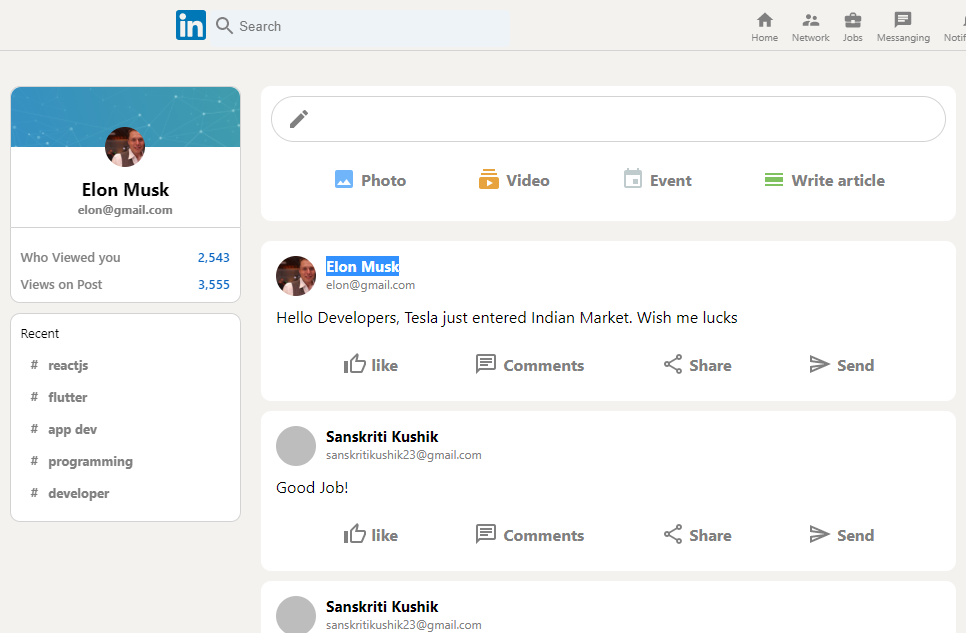 in Search
Home Network Jobs Messanging Notif
Elon Musk
elon@gmail.com
Who Viewed you 2,543
Views on Post 3,555
Recent
# reactjs
# flutter
# app dev
# programming
# developer
Photo Video Event Write article
Elon Musk
elon@gmail.com
Hello Developers, Tesla just entered Indian Market. Wish me lucks
like Comments Share Send
Sanskriti Kushik
sanskritikushik23@gmail.com
Good Job!
like Comments Share Send
Sanskriti Kushik
sanskritikushik23@gmail.com